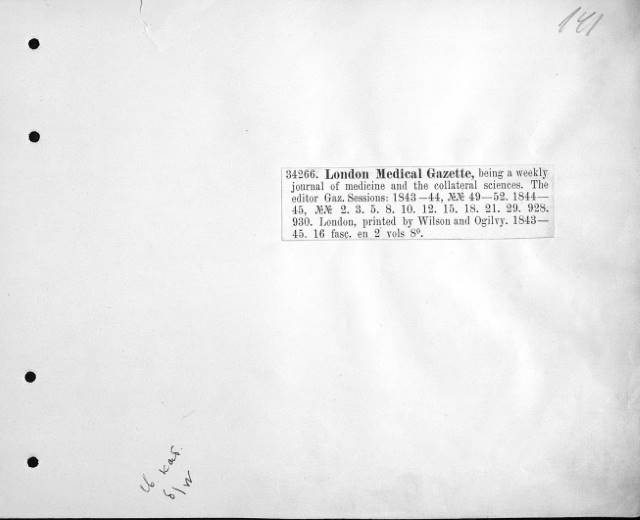 141
34266. London Medical Gazette, being a weekly
journal of medicine and the collateral sciences. The
editor Gaz. Sessions: 1843—44, №№ 49—52. 1844—
45, №№ 2. 3. 5. 8. 10. 12. 15. 18. 21. 29. 928.
930. London, printed by Wilson and Ogilvy. 1843—
45. 16 fasc. en 2 vols 8º.